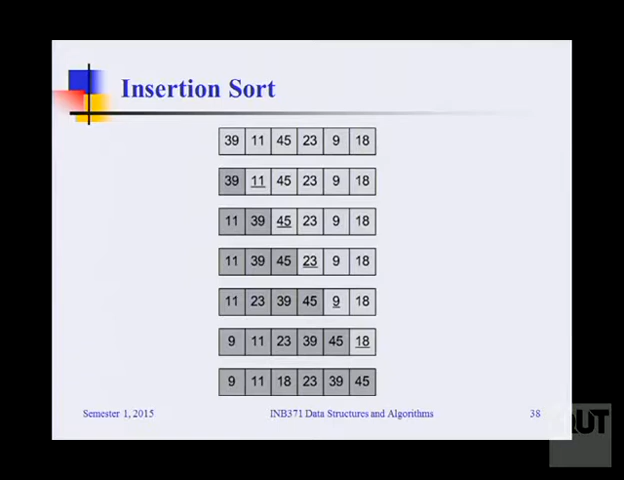 Insertion Sort
39 11 45 23 9 18
39 11 45 23 9 18
11 39 45 23 9 18
11 39 45 23 9 18
11 23 39 45 9 18
9 11 23 39 45 18
9 11 18 23 39 45
Semester 1, 2015 INB371 Data Structures and Algorithms 38
QUT